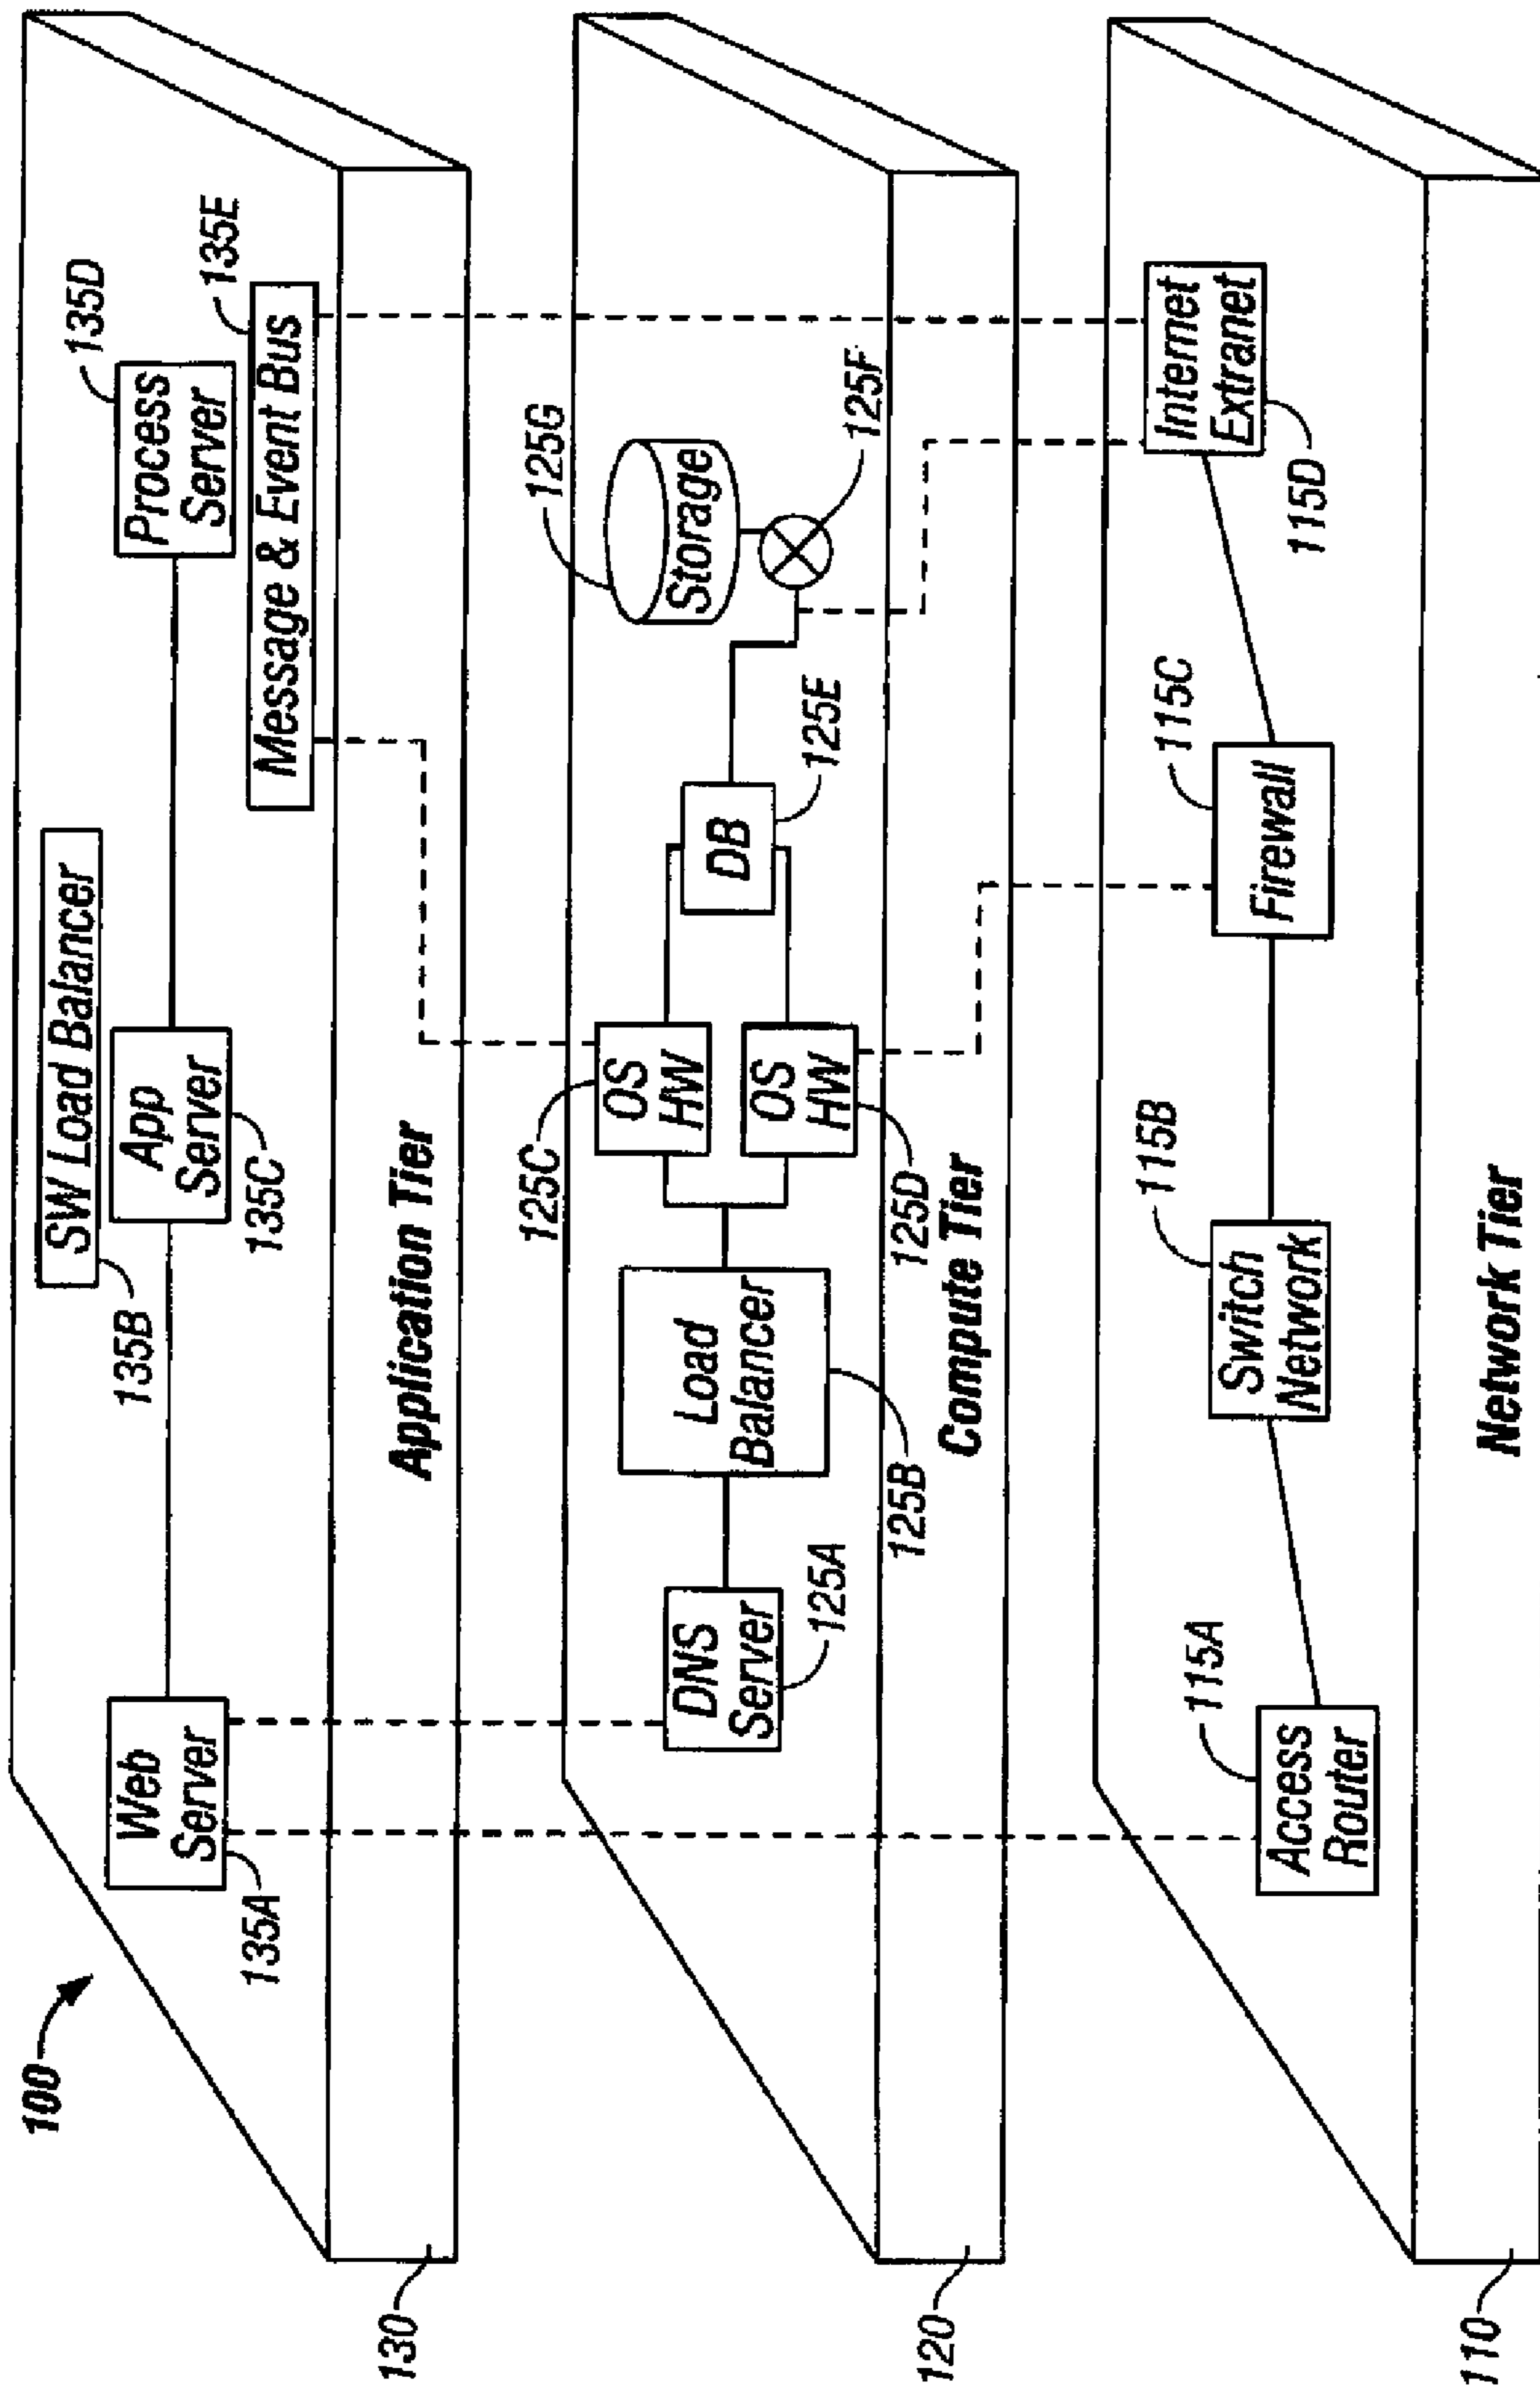 100
Web
Server
135A
SW Load Balancer
135B
App
Server
135C
Process
Server
135D
Message & Event Bus
135E
Application Tier
130
DNS
Server
125A
Load
Balancer
125B
OS
HW
125C
OS
HW
125D
DB
125E
Storage
125G
125F
Compute Tier
120
Access
Router
115A
Switch
Network
115B
Firewall
115C
Internet
Extranet
115D
Network Tier
110